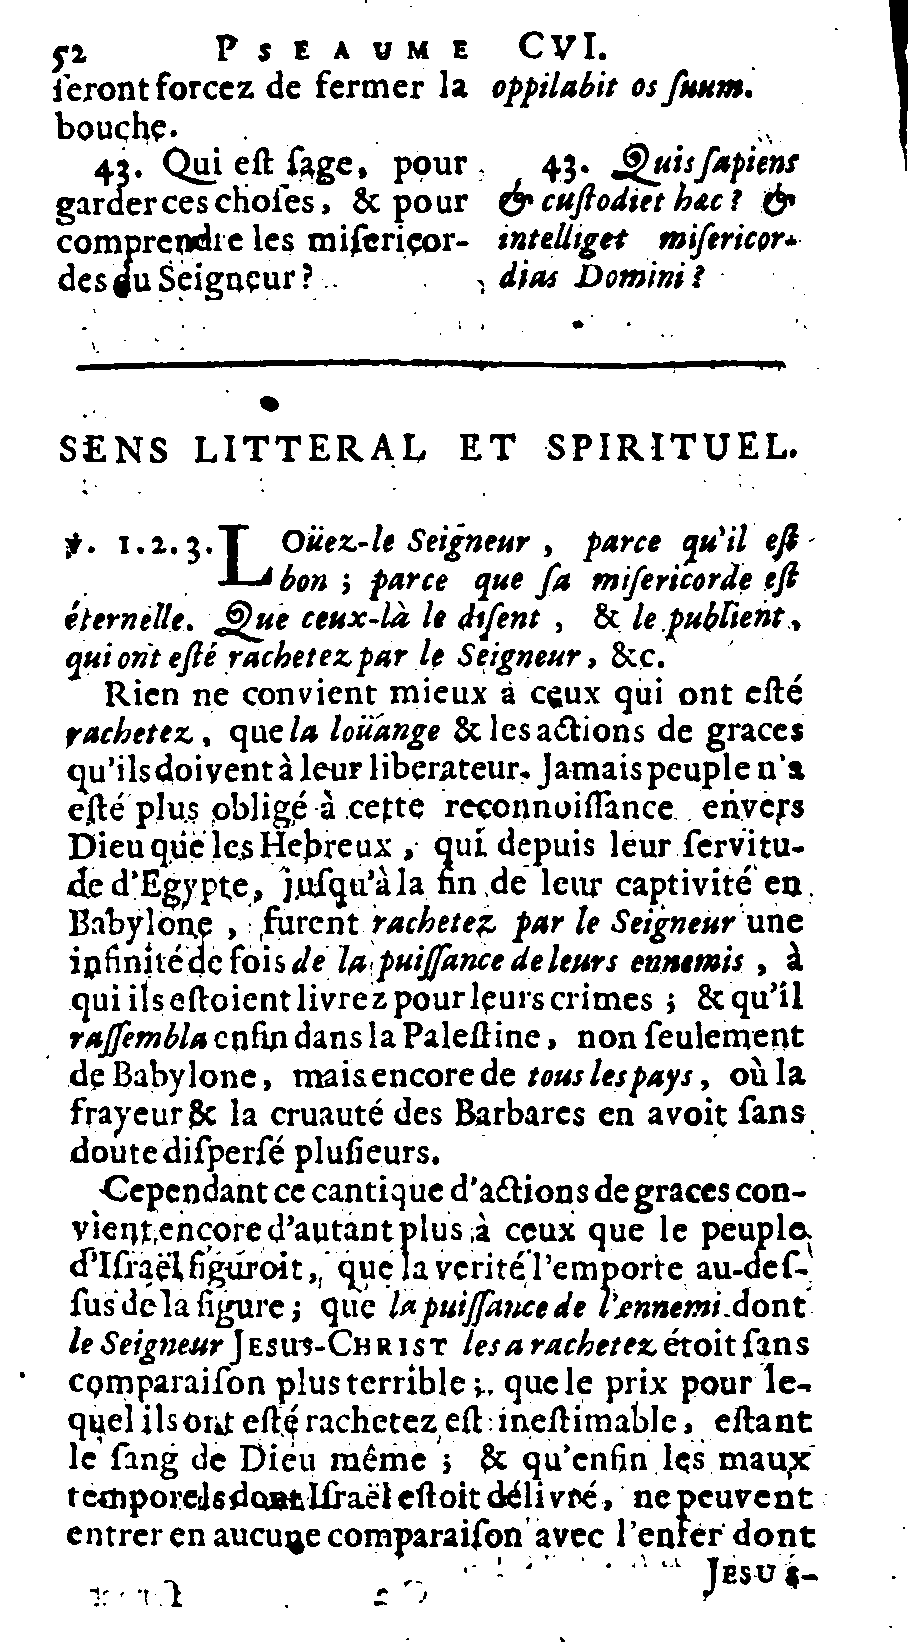 52 PSEAUME CVI.
ſeront forcez de fermer la
bouche.
43. Qui eſt ſage, pour
garder ces choſes, & pour
comprendre les miſericor-
des du Seigneur?
oppilabit os ſuum.
43. Quis ſapiens
& cuſtodiet hæc? &
intelliget miſericor-
dias Domini?
SENS LITTERAL ET SPIRITUEL.
℣. 1.2.3. LOüez-le Seigneur, parce qu'il eſt
bon; parce que ſa miſericorde eſt
éternelle. Que ceux-là le diſent, & le publient,
qui ont eſté rachetez par le Seigneur, &c.
Rien ne convient mieux à ceux qui ont eſté
rachetez, que la loüange & les actions de graces
qu'ils doivent à leur liberateur. Jamais peuple n'a
eſté plus obligé à cette reconnoiſſance envers
Dieu que les Hebreux, qui depuis leur ſervitu-
de d'Egypte, juſqu'à la fin de leur captivité en
Babylone, furent rachetez par le Seigneur une
infinité de fois de la puiſſance de leurs ennemis, à
qui ils eſtoient livrez pour leurs crimes; & qu'il
raſſembla enfin dans la Paleſtine, non ſeulement
de Babylone, mais encore de tous les pays, où la
frayeur & la cruauté des Barbares en avoit ſans
doute diſperſé pluſieurs.
Cependant ce cantique d'actions de graces con-
vient encore d'autant plus à ceux que le peuple
d'Iſraël figuroit, que la verité l'emporte au-deſ-
ſus de la figure; que la puiſſance de l'ennemi dont
le Seigneur JESUS-CHRIST les a rachetez étoit ſans
comparaiſon plus terrible; que le prix pour le-
quel ils ont eſté rachetez eſt ineſtimable, eſtant
le ſang de Dieu même; & qu'enfin les maux
temporels dont Iſraël eſtoit délivré, ne peuvent
entrer en aucune comparaiſon avec l'enfer dont
JESUS-